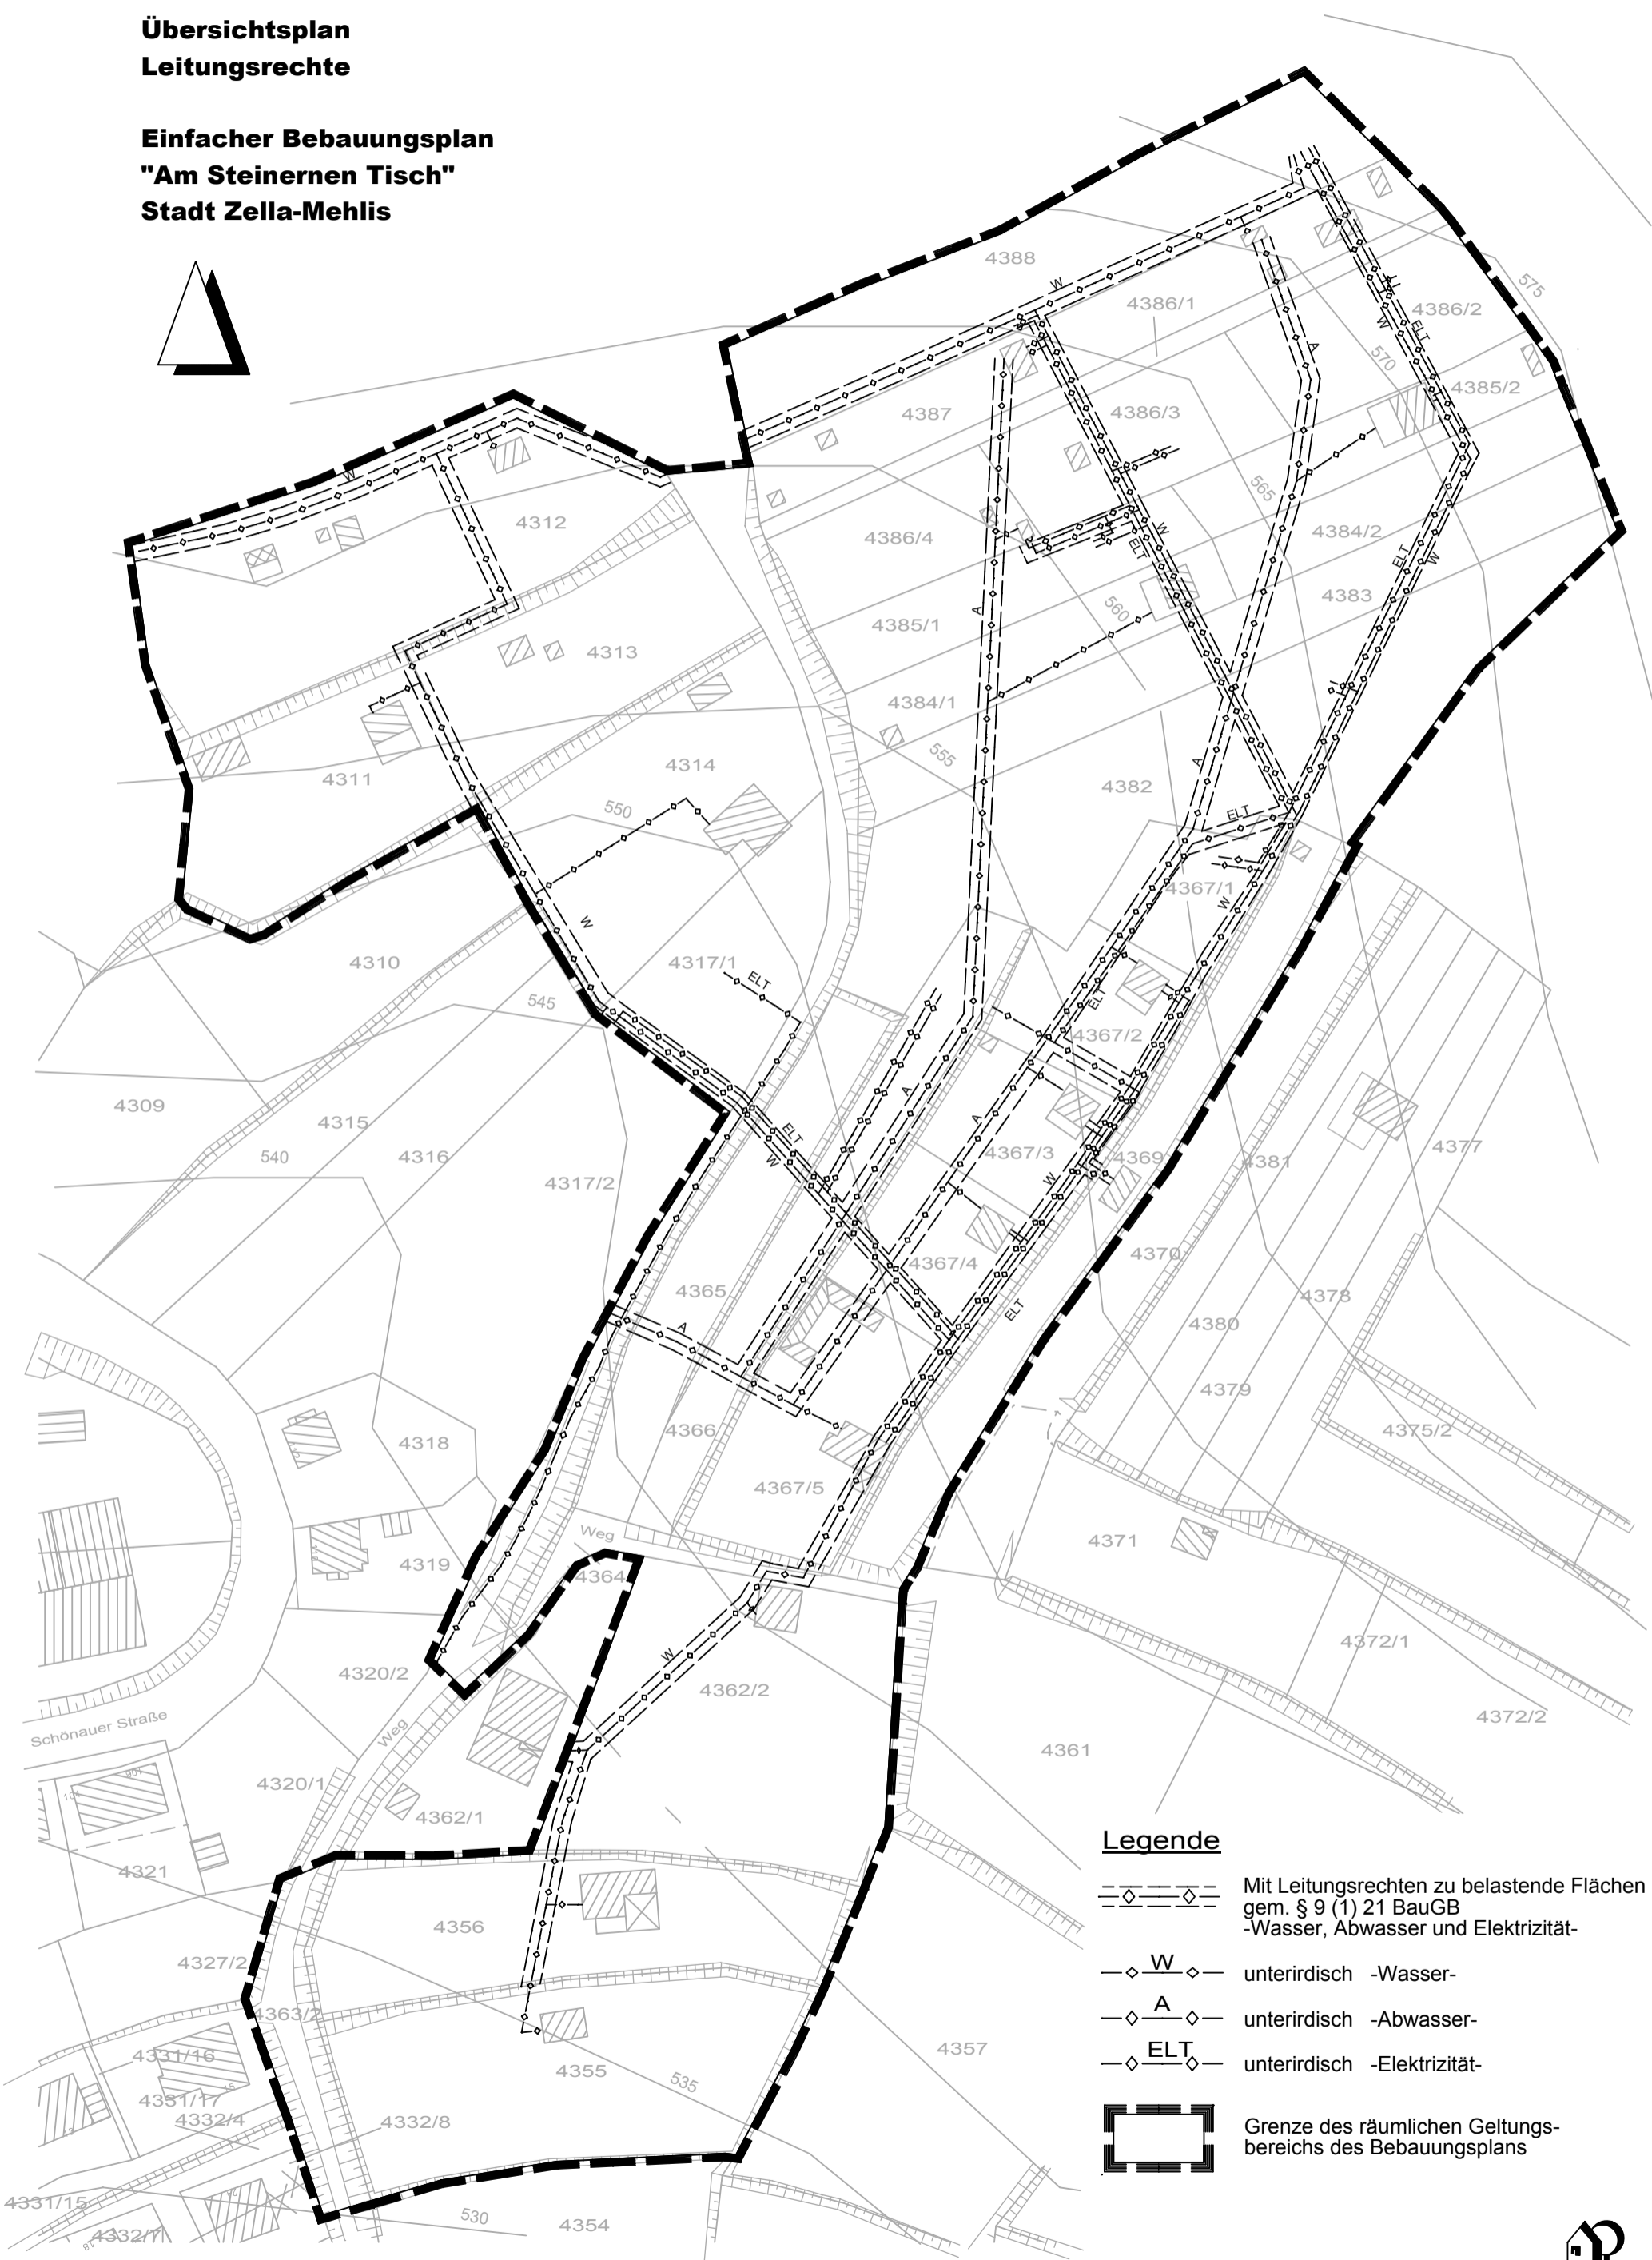 Übersichtsplan
Leitungsrechte
Einfacher Bebauungsplan
"Am Steinernen Tisch"
Stadt Zella-Mehlis
4388
W
4386/1
575
4386/2
W
ELT
A
570
4385/2
4387
4386/3
W
4312
565
4386/4
W
ELT
4384/2
ELT
W
4383
560
A
4385/1
4313
4384/1
555
4314
4311
A
4382
550
ELT
4367/1
W
W
4310
4317/1
ELT
545
ELT
4367/2
4309
4315
A
A
ELT
540
4316
W
4367/3
4369
4381
4377
4317/2
W
4370
4367/4
4365
ELT
4378
A
4380
4379
4366
4375/2
4318
4367/5
Weg
4371
4319
4364
4372/1
W
4320/2
4362/2
4372/2
Schönauer Straße
Weg
4361
4320/1
4362/1
Legende
4321
Mit Leitungsrechten zu belastende Flächen
gem. § 9 (1) 21 BauGB
-Wasser, Abwasser und Elektrizität-
4356
4327/2
W
unterirdisch -Wasser-
4363/2
A
unterirdisch -Abwasser-
4331/16
4357
ELT
unterirdisch -Elektrizität-
4355
535
4331/17
4332/4
4332/8
Grenze des räumlichen Geltungs-
bereichs des Bebauungsplans
4331/15
530
4354
4332/7